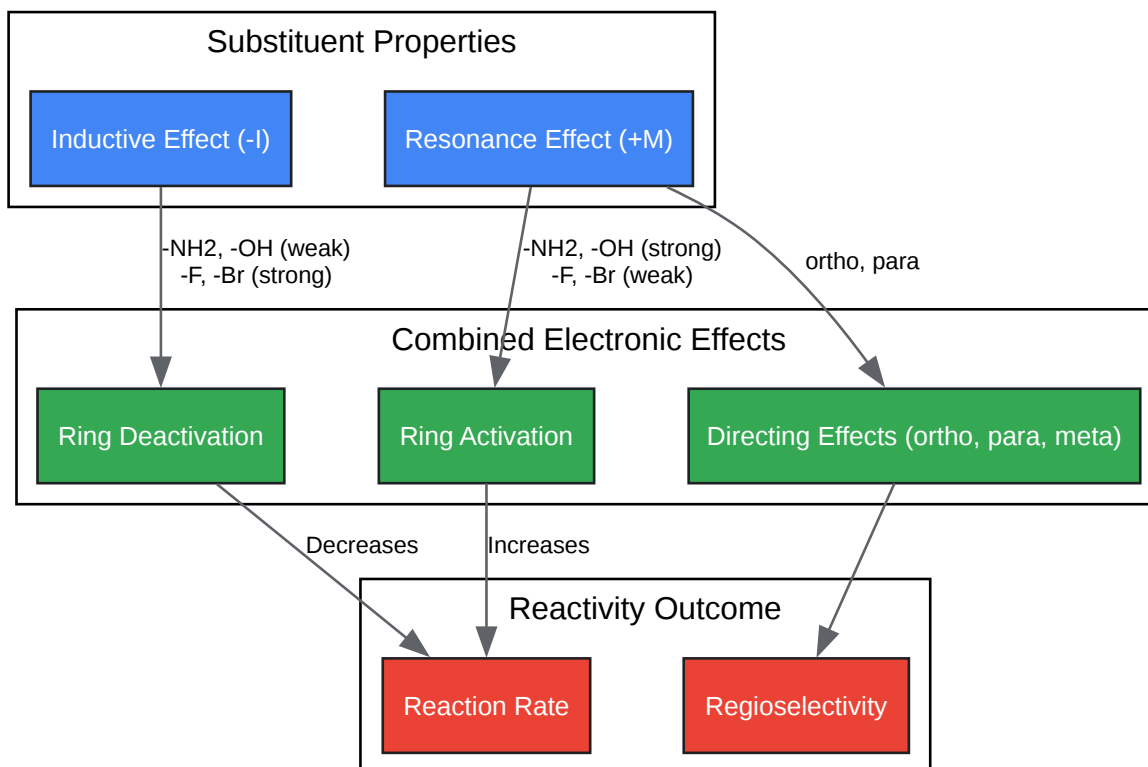 Substituent Properties
Inductive Effect (-I)
Resonance Effect (+M)
-NH2, -OH (weak)
-F, -Br (strong)
-NH2, -OH (strong)
-F, -Br (weak)
ortho, para
Combined Electronic Effects
Ring Deactivation
Ring Activation
Directing Effects (ortho, para, meta)
Decreases
Increases
Reactivity Outcome
Reaction Rate
Regioselectivity